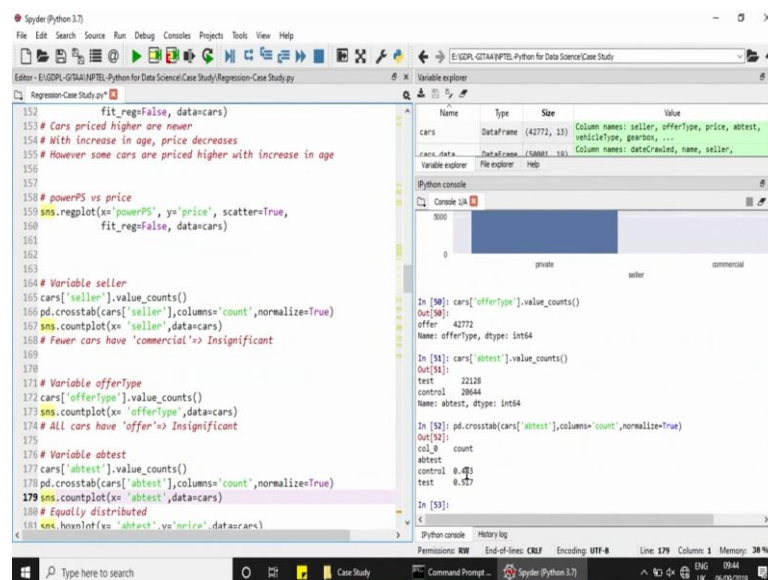 Spyder (Python 3.7)
File Edit Search Source Run Debug Consoles Projects Tools View Help
E:\GDPL-GITAA\NPTEL-Python for Data Science\Case Study
Editor - E:\GDPL-GITAA\NPTEL-Python for Data Science\Case Study\Regression-Case Study.py
Regression-Case Study.py*
152 fit_reg=False, data=cars)
153 # Cars priced higher are newer
154 # With increase in age, price decreases
155 # However some cars are priced higher with increase in age
156
157
158 # powerPS vs price
159 sns.regplot(x='powerPS', y='price', scatter=True,
160 fit_reg=False, data=cars)
161
162
163
164 # Variable seller
165 cars['seller'].value_counts()
166 pd.crosstab(cars['seller'],columns='count',normalize=True)
167 sns.countplot(x= 'seller',data=cars)
168 # Fewer cars have 'commercial'=> Insignificant
169
170
171 # Variable offerType
172 cars['offerType'].value_counts()
173 sns.countplot(x= 'offerType',data=cars)
174 # All cars have 'offer'=> Insignificant
175
176 # Variable abtest
177 cars['abtest'].value_counts()
178 pd.crosstab(cars['abtest'],columns='count',normalize=True)
179 sns.countplot(x= 'abtest',data=cars)
180 # Equally distributed
181 sns.boxplot(x= 'abtest',y='price',data=cars)
Variable explorer
Name Type Size Value
cars DataFrame (42772, 13) Column names: seller, offerType, price, abtest,
vehicleType, gearbox, ...
cars_data DataFrame (50001, 19) Column names: dateCrawled, name, seller,
Variable explorer File explorer Help
IPython console
Console 1/A
5000
0
private commercial
seller
In [50]: cars['offerType'].value_counts()
Out[50]:
offer 42772
Name: offerType, dtype: int64
In [51]: cars['abtest'].value_counts()
Out[51]:
test 22128
control 20644
Name: abtest, dtype: int64
In [52]: pd.crosstab(cars['abtest'],columns='count',normalize=True)
Out[52]:
col_0 count
abtest
control 0.483
test 0.517
In [53]:
IPython console History log
Permissions: RW End-of-lines: CRLF Encoding: UTF-8 Line: 179 Column: 1 Memory: 38 %
Type here to search
Case Study
Command Prompt ...
Spyder (Python 3.7)
ENG
UK
09:44
06/09/2019